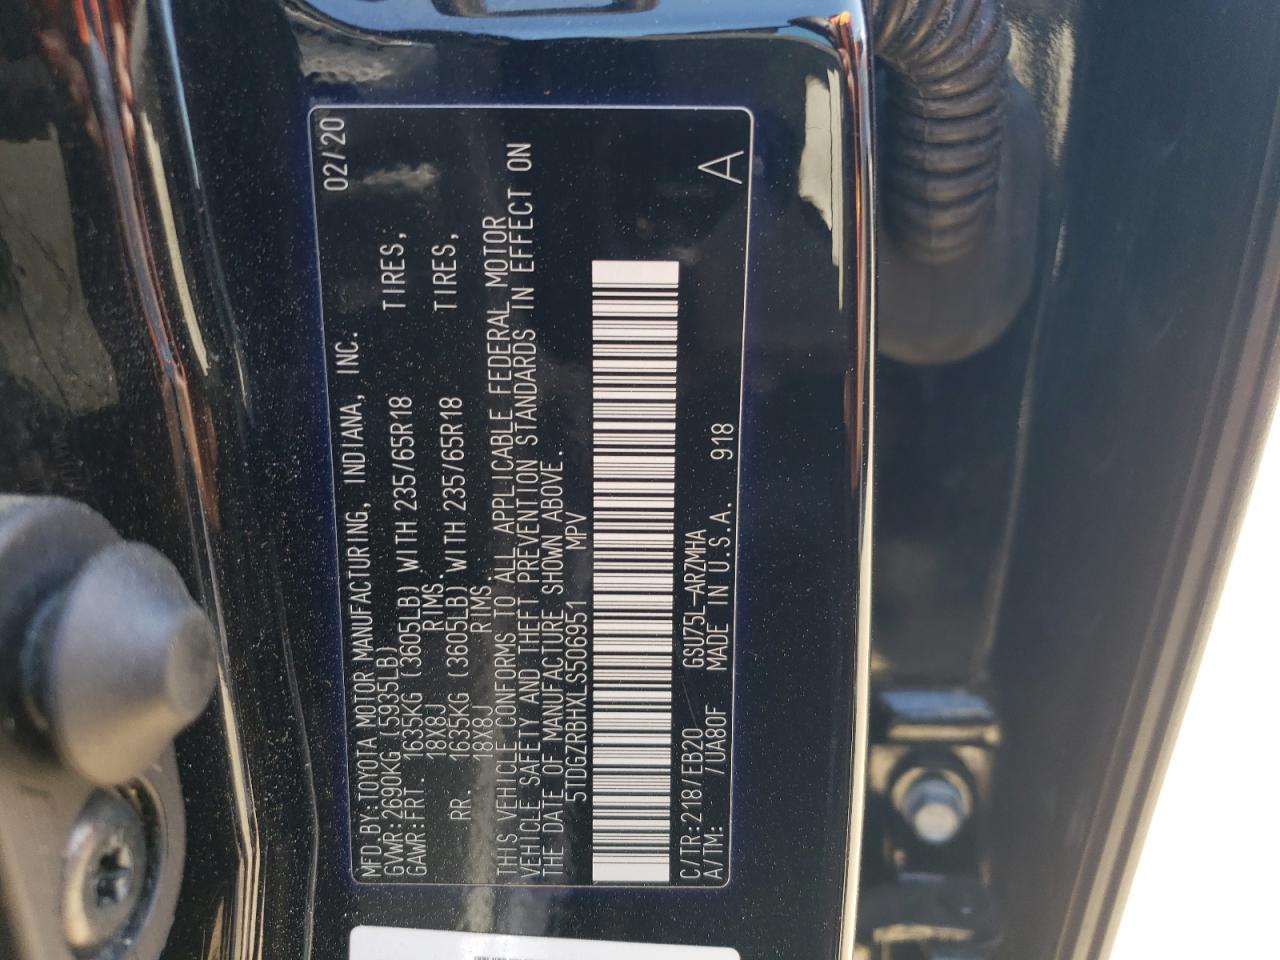 MFD.BY:TOYOTA MOTOR MANUFACTURING, INDIANA, INC. 02/20
GVWR:2690KG (5935LB)
GAWR:FRT. 1635KG (3605LB) WITH 235/65R18 TIRES,
18X8J RIMS.
RR. 1635KG (3605LB) WITH 235/65R18 TIRES,
18X8J RIMS.
THIS VEHICLE CONFORMS TO ALL APPLICABLE FEDERAL MOTOR
VEHICLE SAFETY AND THEFT PREVENTION STANDARDS IN EFFECT ON
THE DATE OF MANUFACTURE SHOWN ABOVE.
5TDGZRBHXLS506951 MPV
C/TR:218/EB20 GSU75L-ARZMHA
A/TM: /UA80F MADE IN U.S.A. 918 A